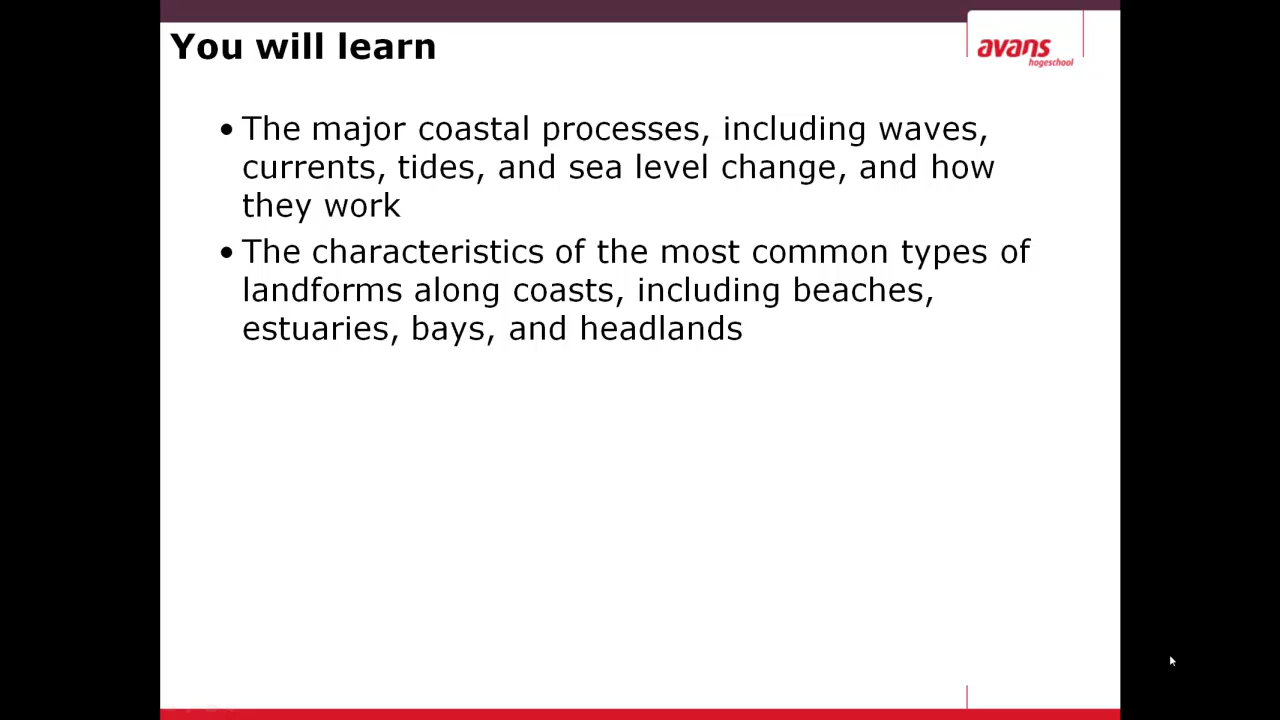 You will learn
avans
hogeschool
• The major coastal processes, including waves,
currents, tides, and sea level change, and how
they work
• The characteristics of the most common types of
landforms along coasts, including beaches,
estuaries, bays, and headlands